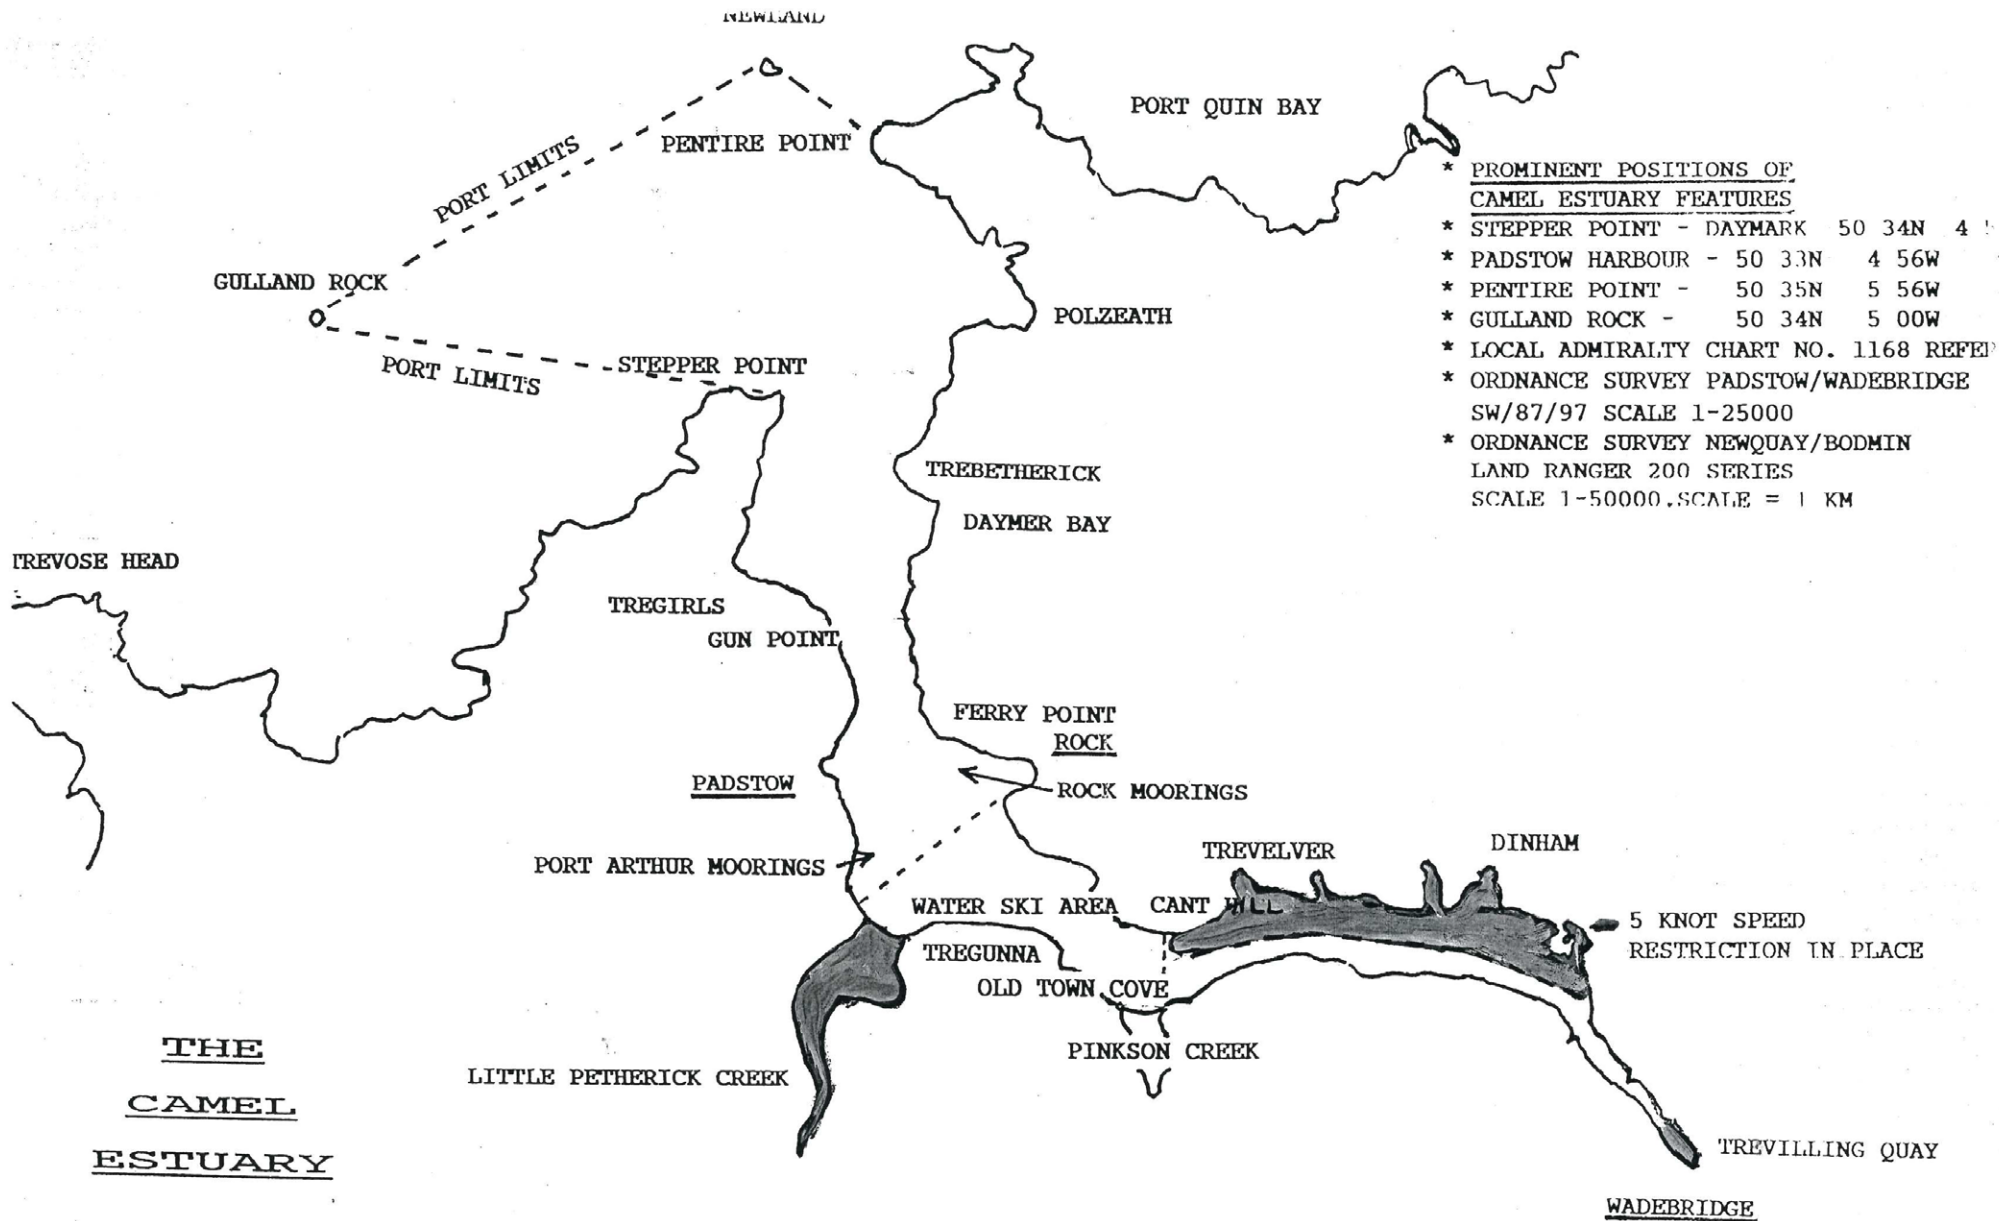 NEWLAND
PORT QUIN BAY
PENTIRE POINT
PORT LIMITS
* PROMINENT POSITIONS OF
CAMEL ESTUARY FEATURES
* STEPPER POINT - DAYMARK 50 34N 4
* PADSTOW HARBOUR - 50 33N 4 56W
* PENTIRE POINT - 50 35N 5 56W
* GULLAND ROCK - 50 34N 5 00W
* LOCAL ADMIRALTY CHART NO. 1168 REFER
* ORDNANCE SURVEY PADSTOW/WADEBRIDGE
SW/87/97 SCALE 1-25000
* ORDNANCE SURVEY NEWQUAY/BODMIN
LAND RANGER 200 SERIES
SCALE 1-50000.SCALE = 1 KM
GULLAND ROCK
POLZEATH
PORT LIMITS
STEPPER POINT
TREBETHERICK
DAYMER BAY
TREVOSE HEAD
TREGIRLS
GUN POINT
FERRY POINT
ROCK
PADSTOW
ROCK MOORINGS
PORT ARTHUR MOORINGS
TREVELVER
DINHAM
WATER SKI AREA
CANT HILL
5 KNOT SPEED
RESTRICTION IN PLACE
TREGUNNA
OLD TOWN COVE
PINKSON CREEK
LITTLE PETHERICK CREEK
THE
CAMEL
ESTUARY
TREVILLING QUAY
WADEBRIDGE